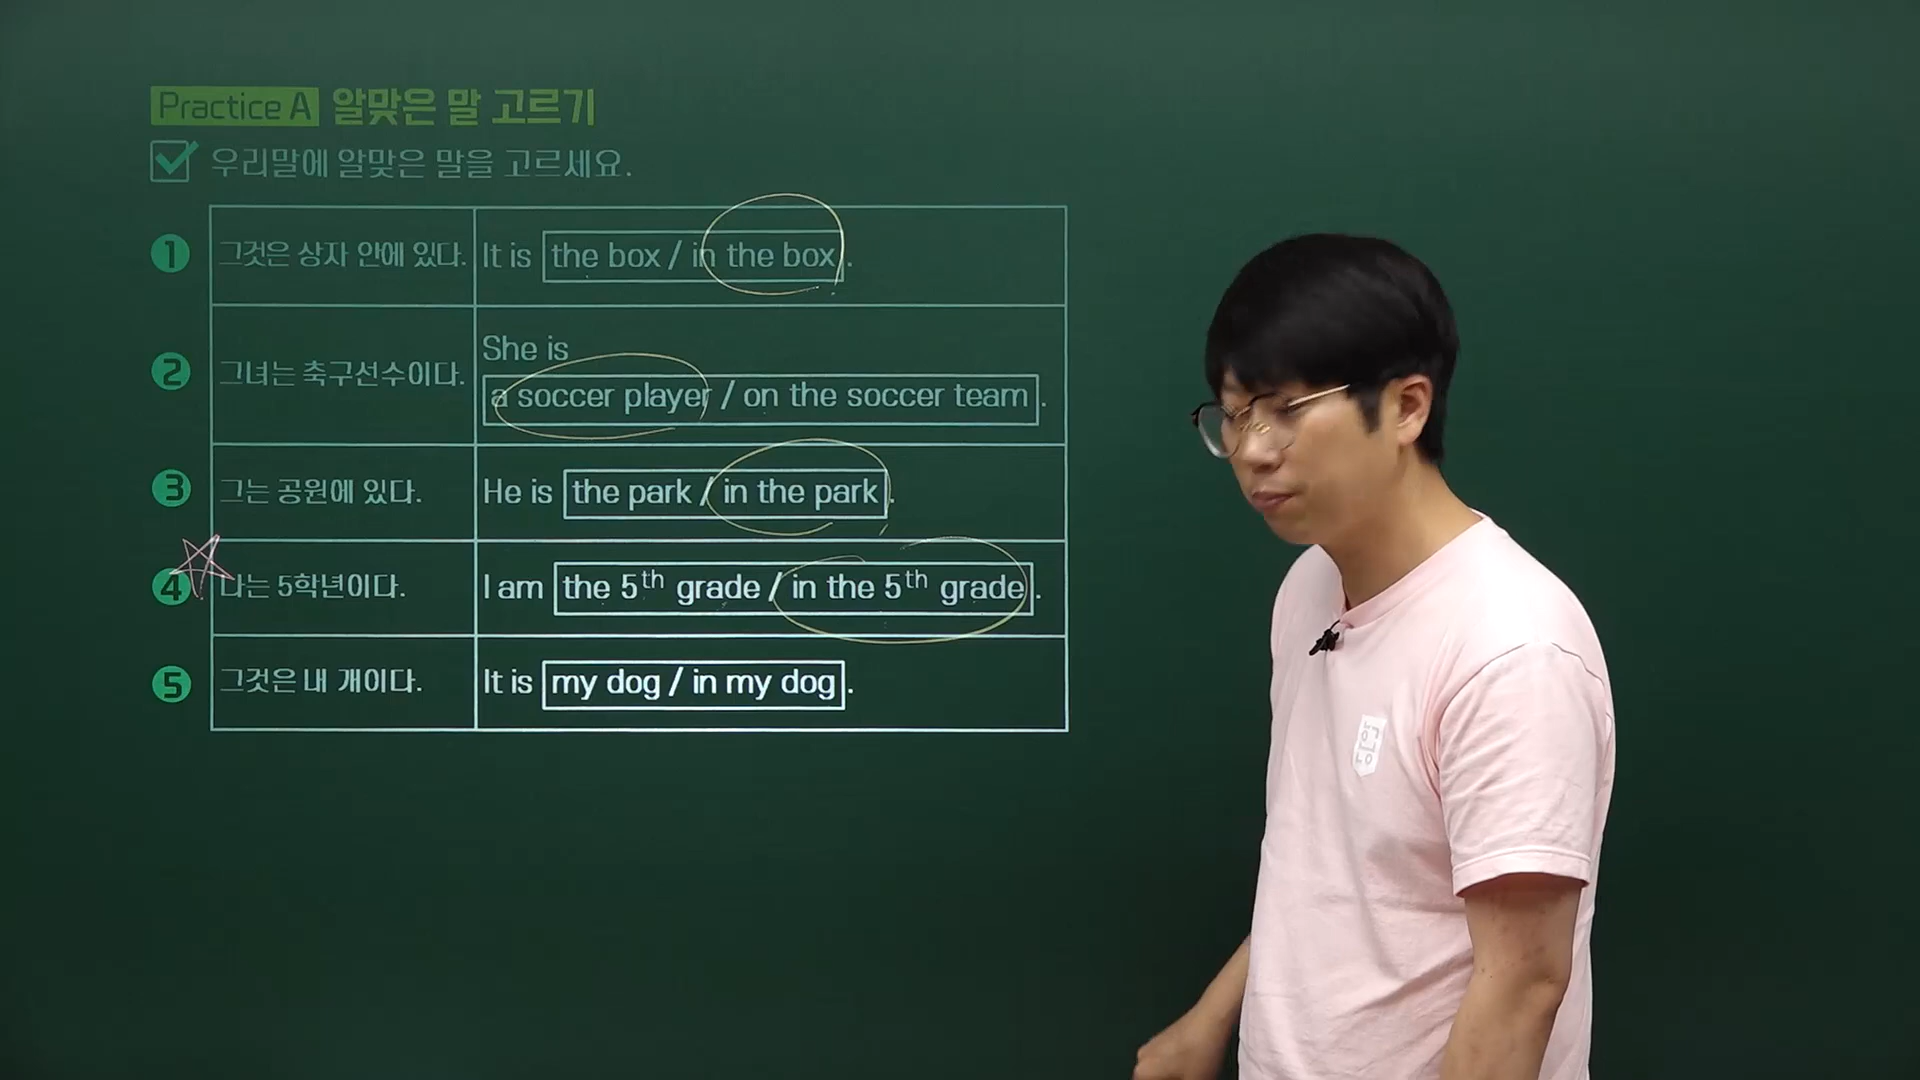 Practice A 알맞은 말 고르기
우리말에 알맞은 말을 고르세요.
1 그것은 상자 안에 있다. It is the box / in the box.
2 그녀는 축구선수이다. She is
a soccer player / on the soccer team.
3 그는 공원에 있다. He is the park / in the park.
4 나는 5학년이다. I am the 5th grade / in the 5th grade.
5 그것은 내 개이다. It is my dog / in my dog.